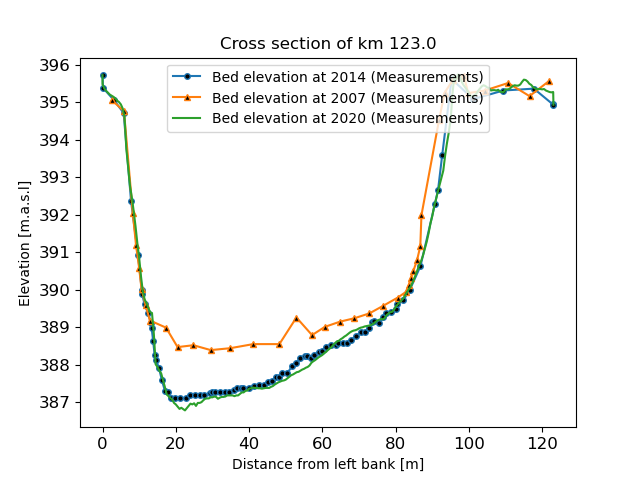 Cross section of km 123.0
Bed elevation at 2014 (Measurements)
Bed elevation at 2007 (Measurements)
Bed elevation at 2020 (Measurements)
Elevation [m.a.s.l]
396
395
394
393
392
391
390
389
388
387
0 20 40 60 80 100 120
Distance from left bank [m]